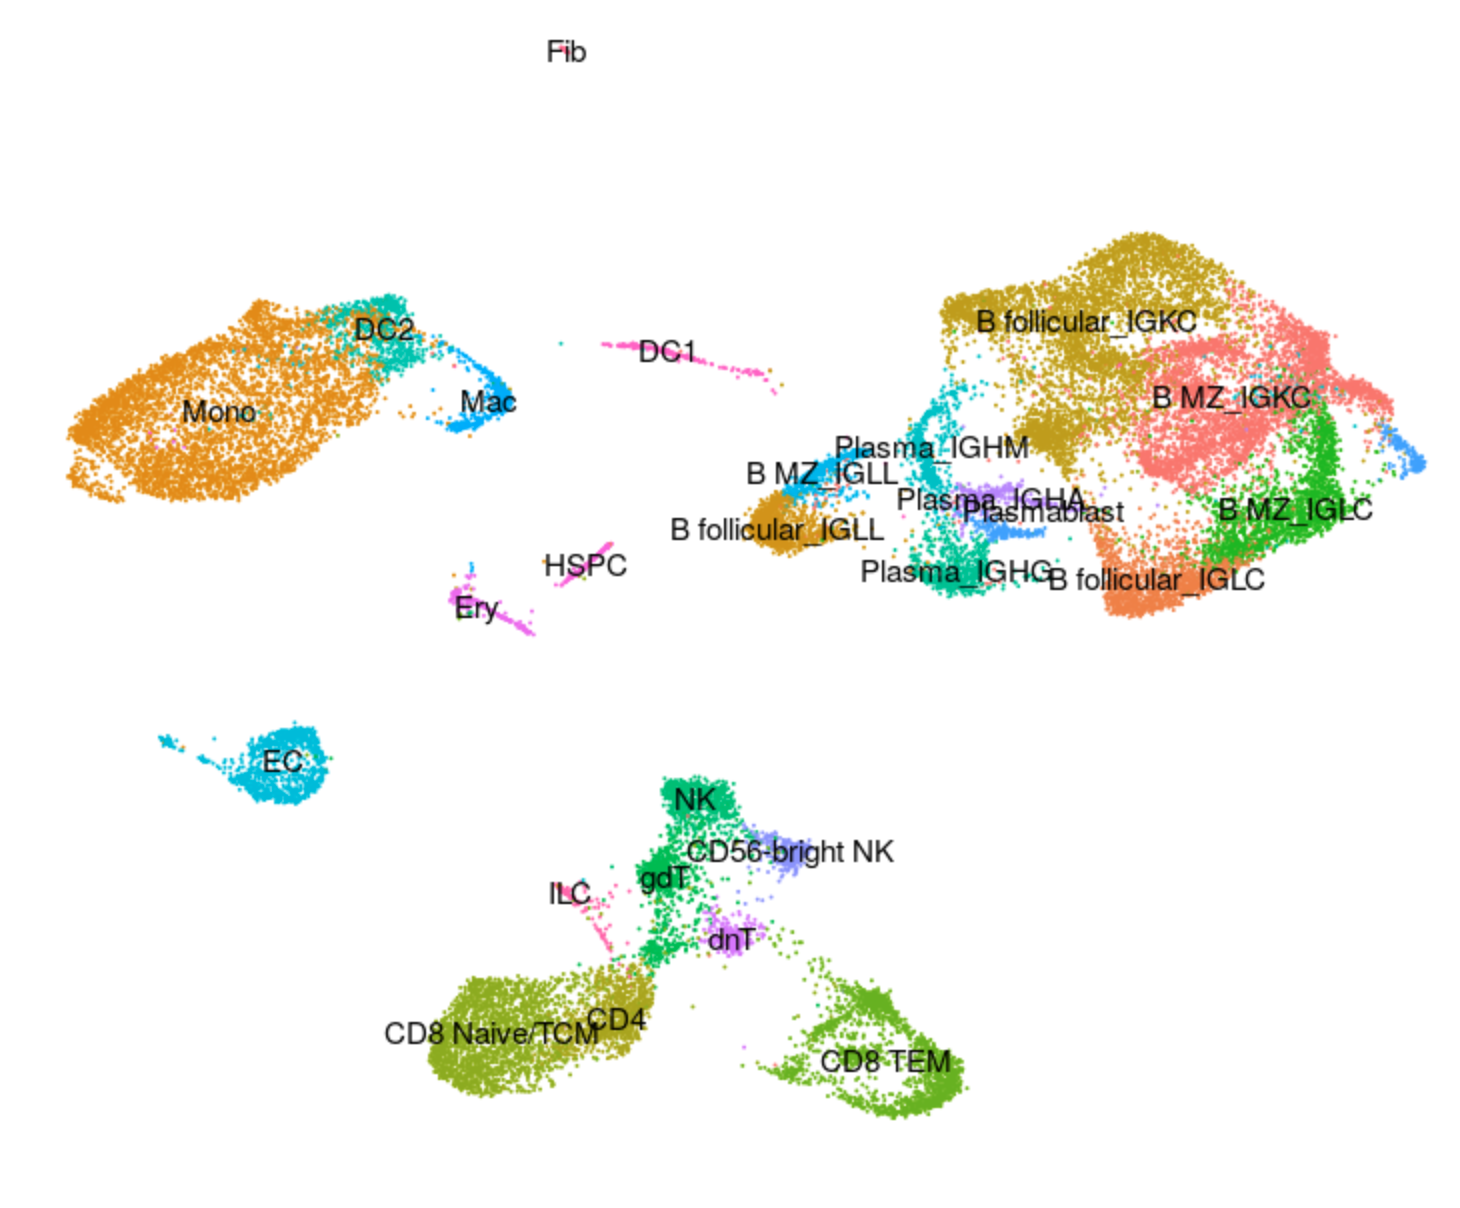 Fib
B follicular_IGKC
DC2
DC1
B MZ_IGKC
Mac
Mono
Plasma_IGHM
B MZ_IGLL
Plasma_IGHA
Plasmablast
B MZ_IGLC
B follicular_IGLL
HSPC
Plasma_IGHG
B follicular_IGLC
Ery
EC
NK
CD56-bright NK
gdT
ILC
dnT
CD4
CD8 Naive/TCM
CD8 TEM